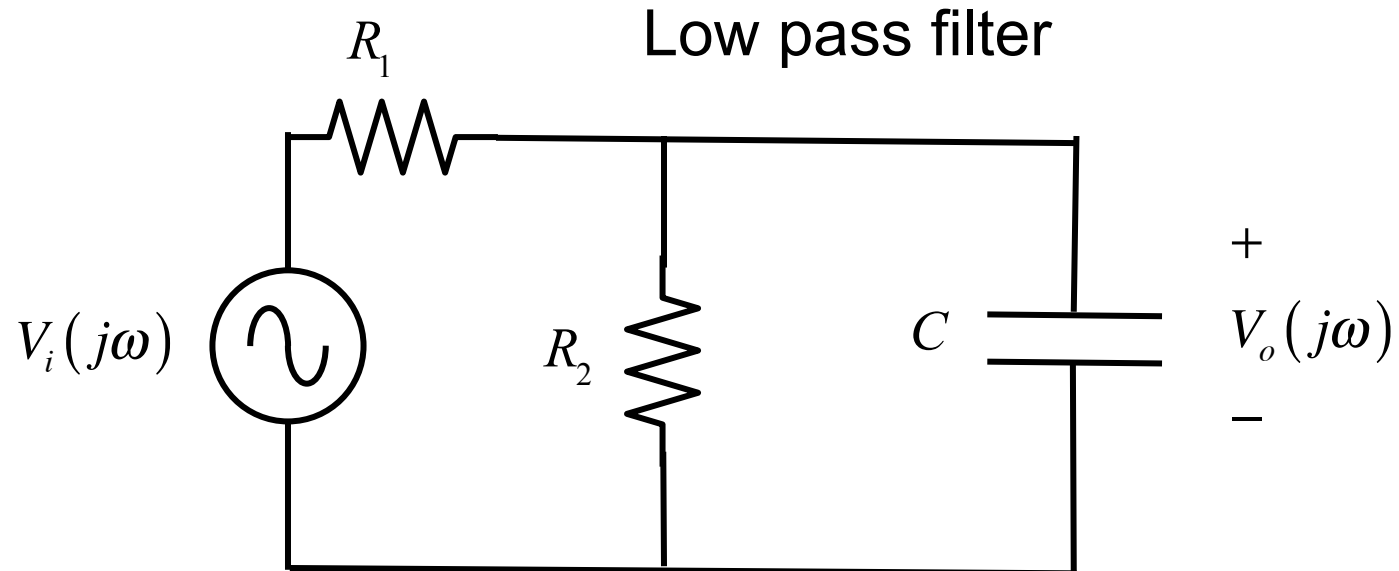 Low pass filter
R₁
Vᵢ(jω)
R₂
C
+
Vₒ(jω)
−